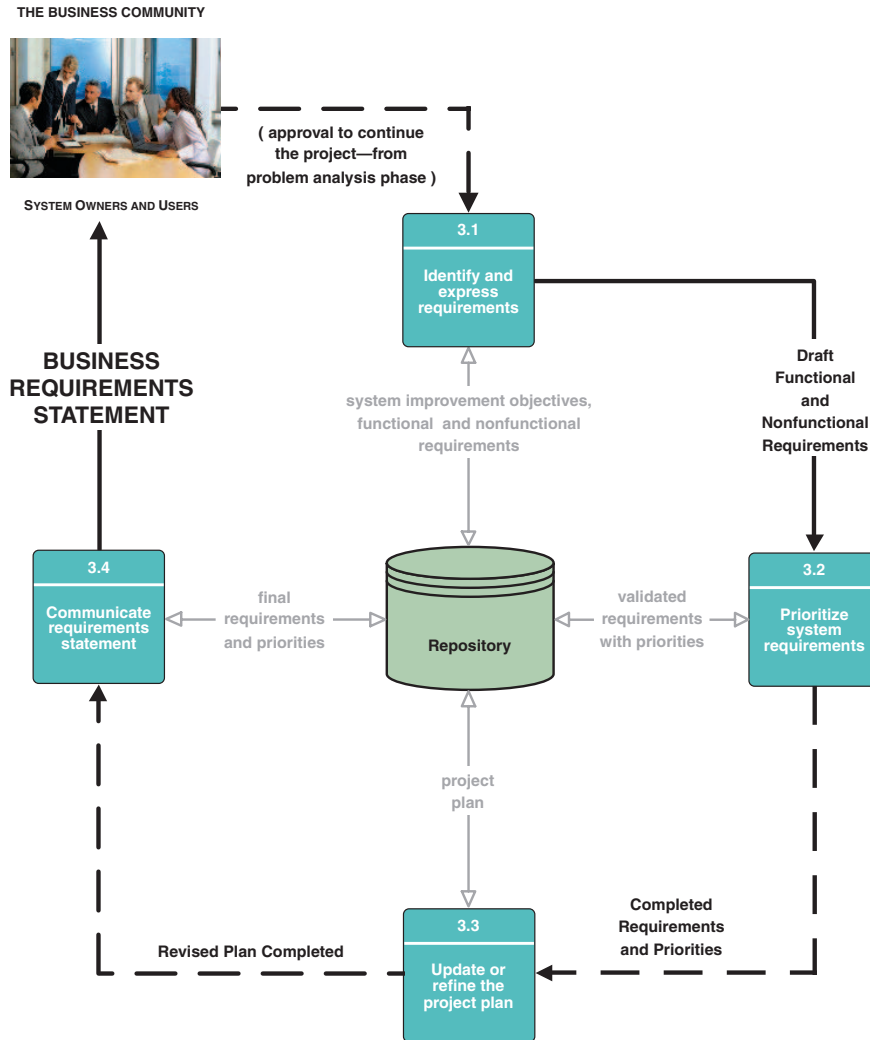 THE BUSINESS COMMUNITY
SYSTEM OWNERS AND USERS
( approval to continue
the project—from
problem analysis phase )
3.1
Identify and
express
requirements
Draft
Functional
and
Nonfunctional
Requirements
BUSINESS
REQUIREMENTS
STATEMENT
system improvement objectives,
functional and nonfunctional
requirements
3.4
Communicate
requirements
statement
final
requirements
and priorities
Repository
validated
requirements
with priorities
3.2
Prioritize
system
requirements
project
plan
Completed
Requirements
and Priorities
3.3
Update or
refine the
project plan
Revised Plan Completed